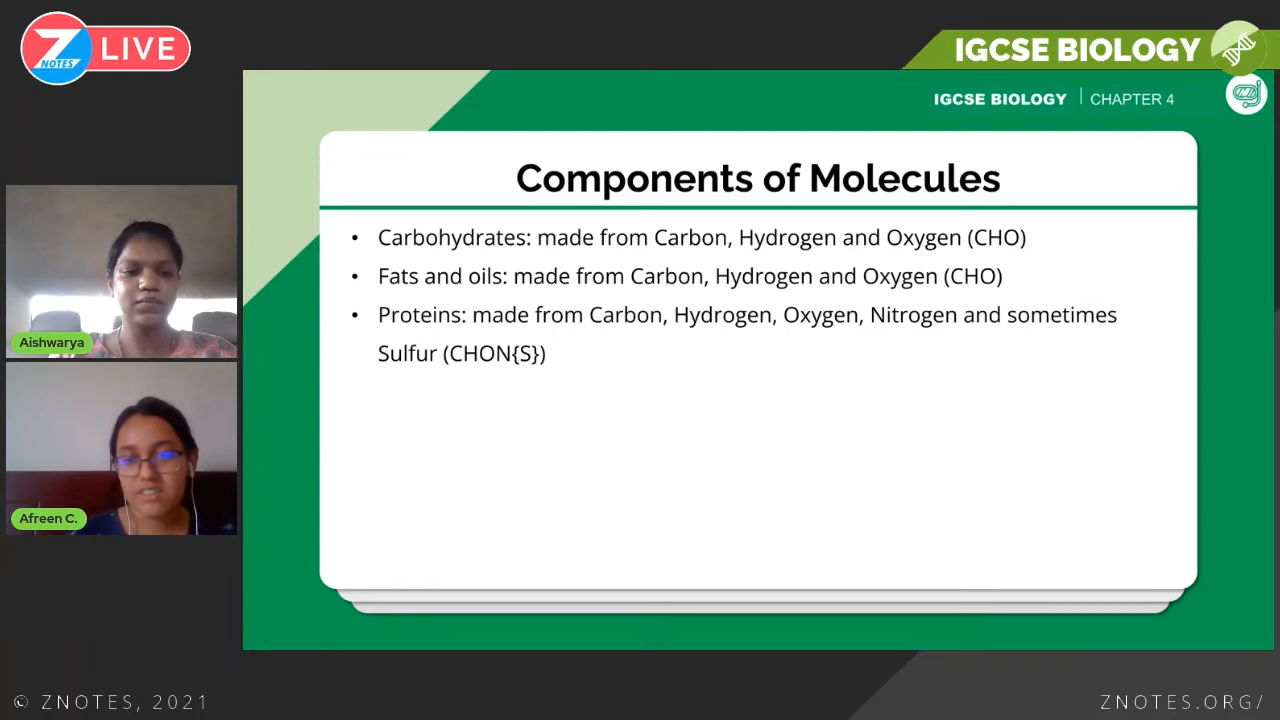 Z NOTES LIVE
IGCSE BIOLOGY
IGCSE BIOLOGY | CHAPTER 4
Components of Molecules
• Carbohydrates: made from Carbon, Hydrogen and Oxygen (CHO)
• Fats and oils: made from Carbon, Hydrogen and Oxygen (CHO)
• Proteins: made from Carbon, Hydrogen, Oxygen, Nitrogen and sometimes
Sulfur (CHON{S})
Aishwarya
Afreen C.
© ZNOTES, 2021
ZNOTES.ORG/